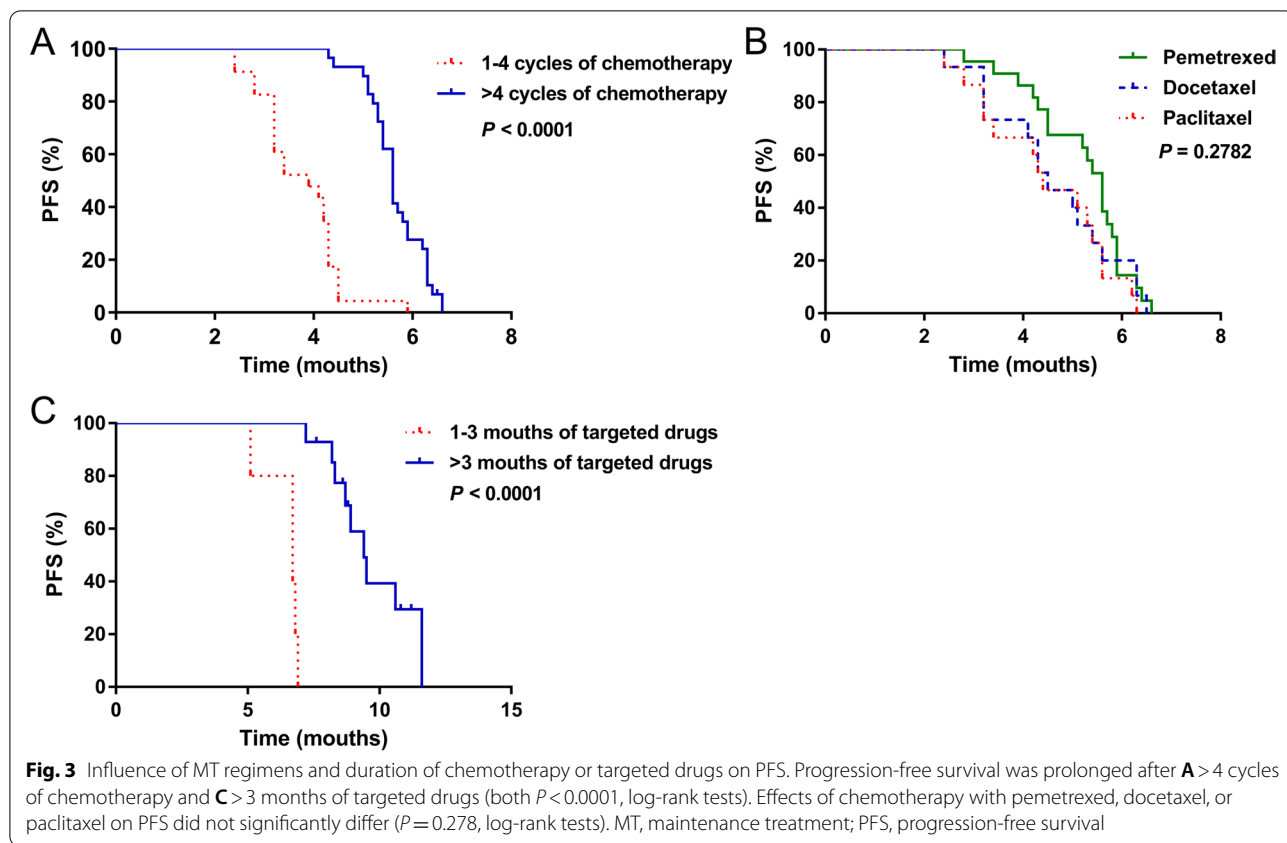 A
100
80
60
40
20
0
PFS (%)
0 2 4 6 8
Time (mouths)
1-4 cycles of chemotherapy
>4 cycles of chemotherapy
P < 0.0001
B
100
80
60
40
20
0
PFS (%)
0 2 4 6 8
Time (mouths)
Pemetrexed
Docetaxel
Paclitaxel
P = 0.2782
C
100
80
60
40
20
0
PFS (%)
0 5 10 15
Time (mouths)
1-3 mouths of targeted drugs
>3 mouths of targeted drugs
P < 0.0001
Fig. 3 Influence of MT regimens and duration of chemotherapy or targeted drugs on PFS. Progression-free survival was prolonged after A > 4 cycles
of chemotherapy and C > 3 months of targeted drugs (both P < 0.0001, log-rank tests). Effects of chemotherapy with pemetrexed, docetaxel, or
paclitaxel on PFS did not significantly differ (P = 0.278, log-rank tests). MT, maintenance treatment; PFS, progression-free survival